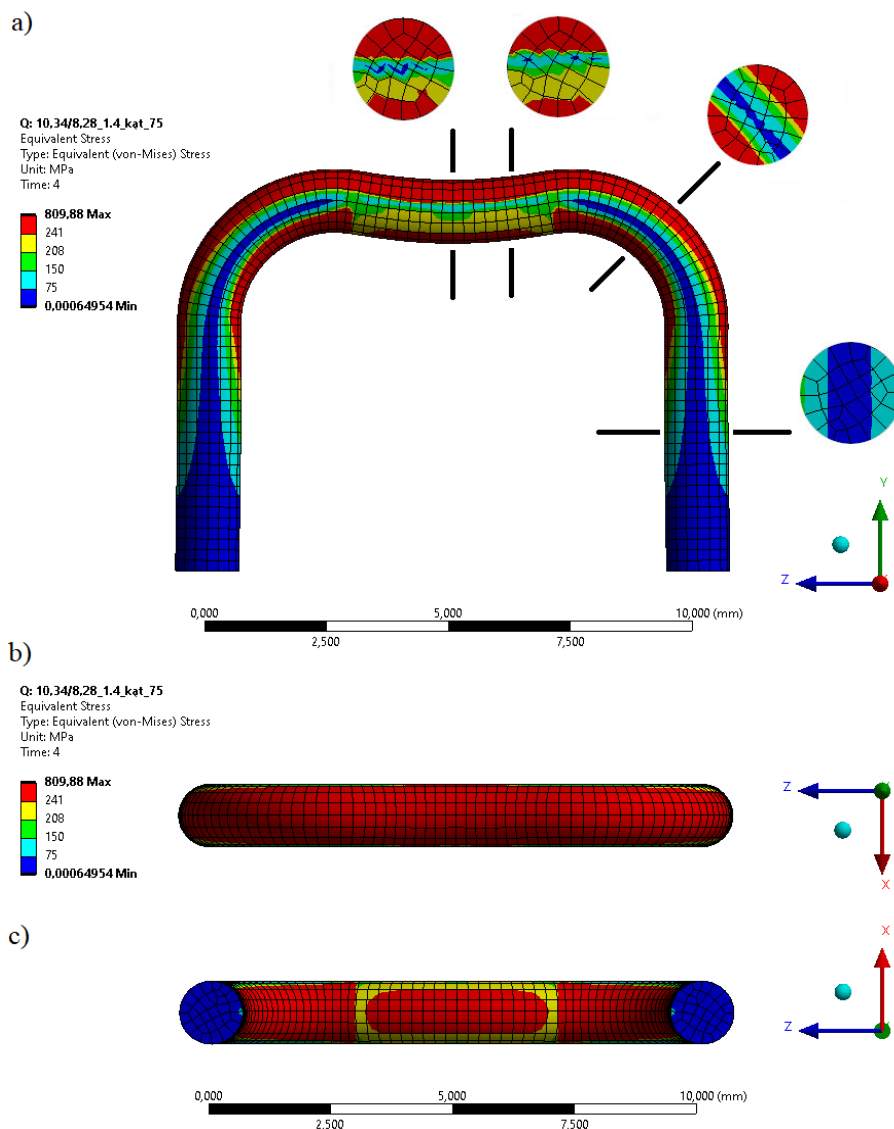 a)
Q: 10,34/8,28_1.4_kąt_75
Equivalent Stress
Type: Equivalent (von-Mises) Stress
Unit: MPa
Time: 4
809,88 Max
241
208
150
75
0,00064954 Min
Y
Z
0,000 5,000 10,000 (mm)
2,500 7,500
b)
Q: 10,34/8,28_1.4_kąt_75
Equivalent Stress
Type: Equivalent (von-Mises) Stress
Unit: MPa
Time: 4
809,88 Max
241
208
150
75
0,00064954 Min
Z
X
c)
X
Z
0,000 5,000 10,000 (mm)
2,500 7,500